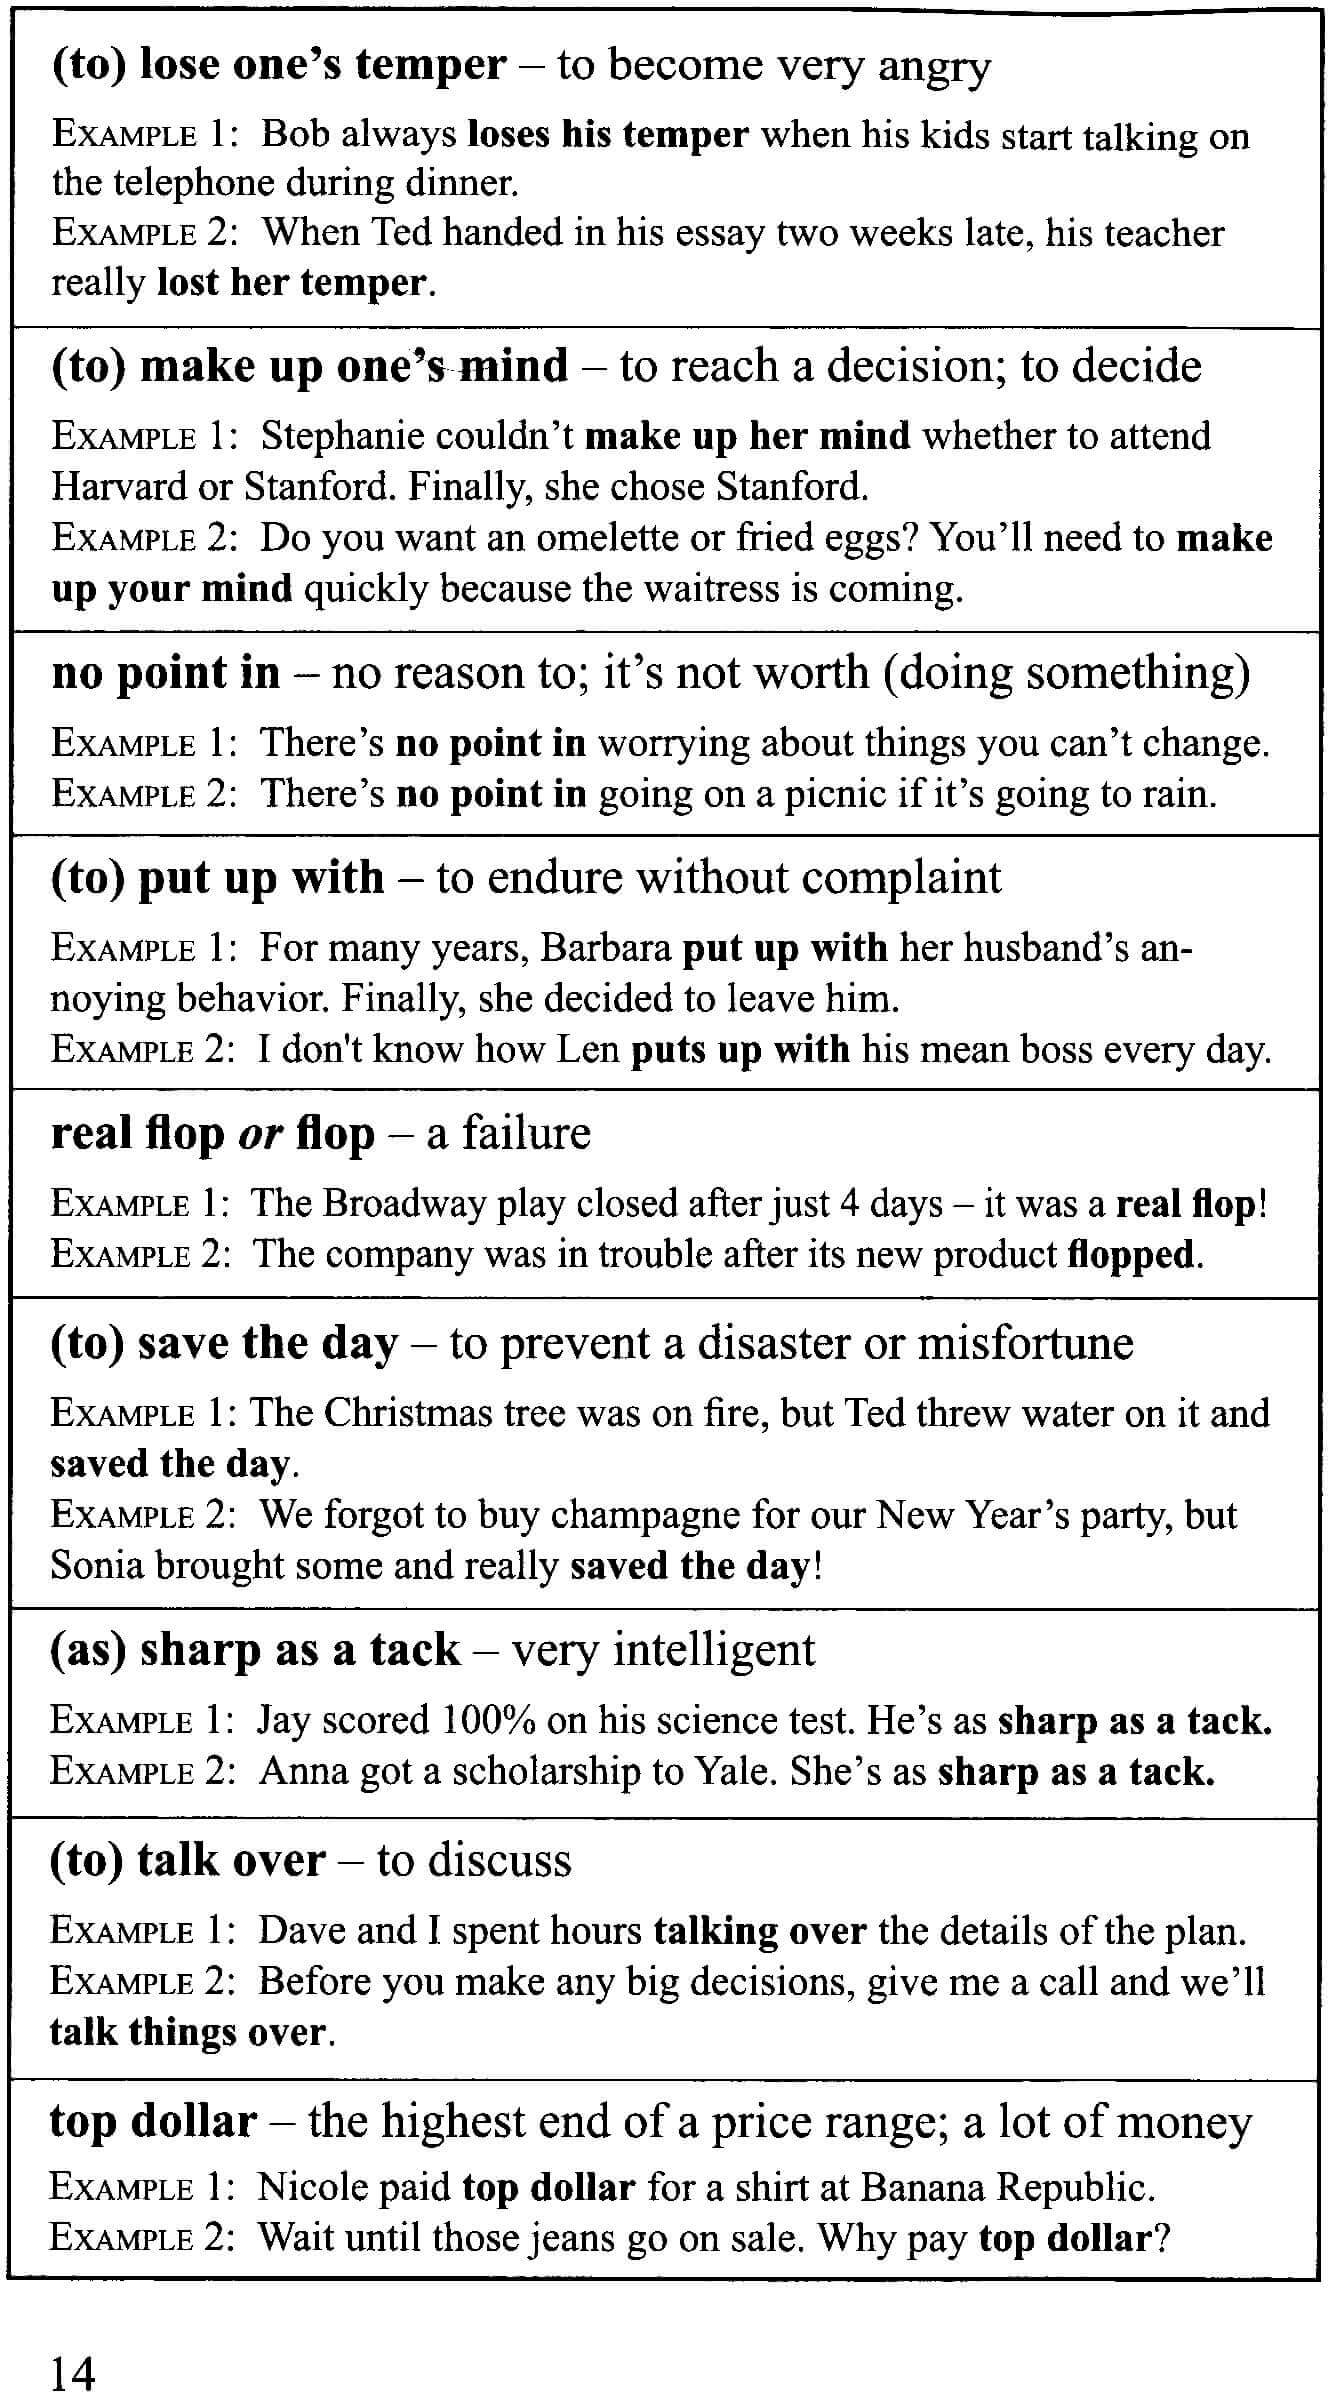 (to) lose one's temper – to become very angry
EXAMPLE 1: Bob always loses his temper when his kids start talking on
the telephone during dinner.
EXAMPLE 2: When Ted handed in his essay two weeks late, his teacher
really lost her temper.
(to) make up one's mind – to reach a decision; to decide
EXAMPLE 1: Stephanie couldn't make up her mind whether to attend
Harvard or Stanford. Finally, she chose Stanford.
EXAMPLE 2: Do you want an omelette or fried eggs? You'll need to make
up your mind quickly because the waitress is coming.
no point in – no reason to; it's not worth (doing something)
EXAMPLE 1: There's no point in worrying about things you can't change.
EXAMPLE 2: There's no point in going on a picnic if it's going to rain.
(to) put up with – to endure without complaint
EXAMPLE 1: For many years, Barbara put up with her husband's an-
noying behavior. Finally, she decided to leave him.
EXAMPLE 2: I don't know how Len puts up with his mean boss every day.
real flop or flop – a failure
EXAMPLE 1: The Broadway play closed after just 4 days – it was a real flop!
EXAMPLE 2: The company was in trouble after its new product flopped.
(to) save the day – to prevent a disaster or misfortune
EXAMPLE 1: The Christmas tree was on fire, but Ted threw water on it and
saved the day.
EXAMPLE 2: We forgot to buy champagne for our New Year's party, but
Sonia brought some and really saved the day!
(as) sharp as a tack – very intelligent
EXAMPLE 1: Jay scored 100% on his science test. He's as sharp as a tack.
EXAMPLE 2: Anna got a scholarship to Yale. She's as sharp as a tack.
(to) talk over – to discuss
EXAMPLE 1: Dave and I spent hours talking over the details of the plan.
EXAMPLE 2: Before you make any big decisions, give me a call and we'll
talk things over.
top dollar – the highest end of a price range; a lot of money
EXAMPLE 1: Nicole paid top dollar for a shirt at Banana Republic.
EXAMPLE 2: Wait until those jeans go on sale. Why pay top dollar?
14